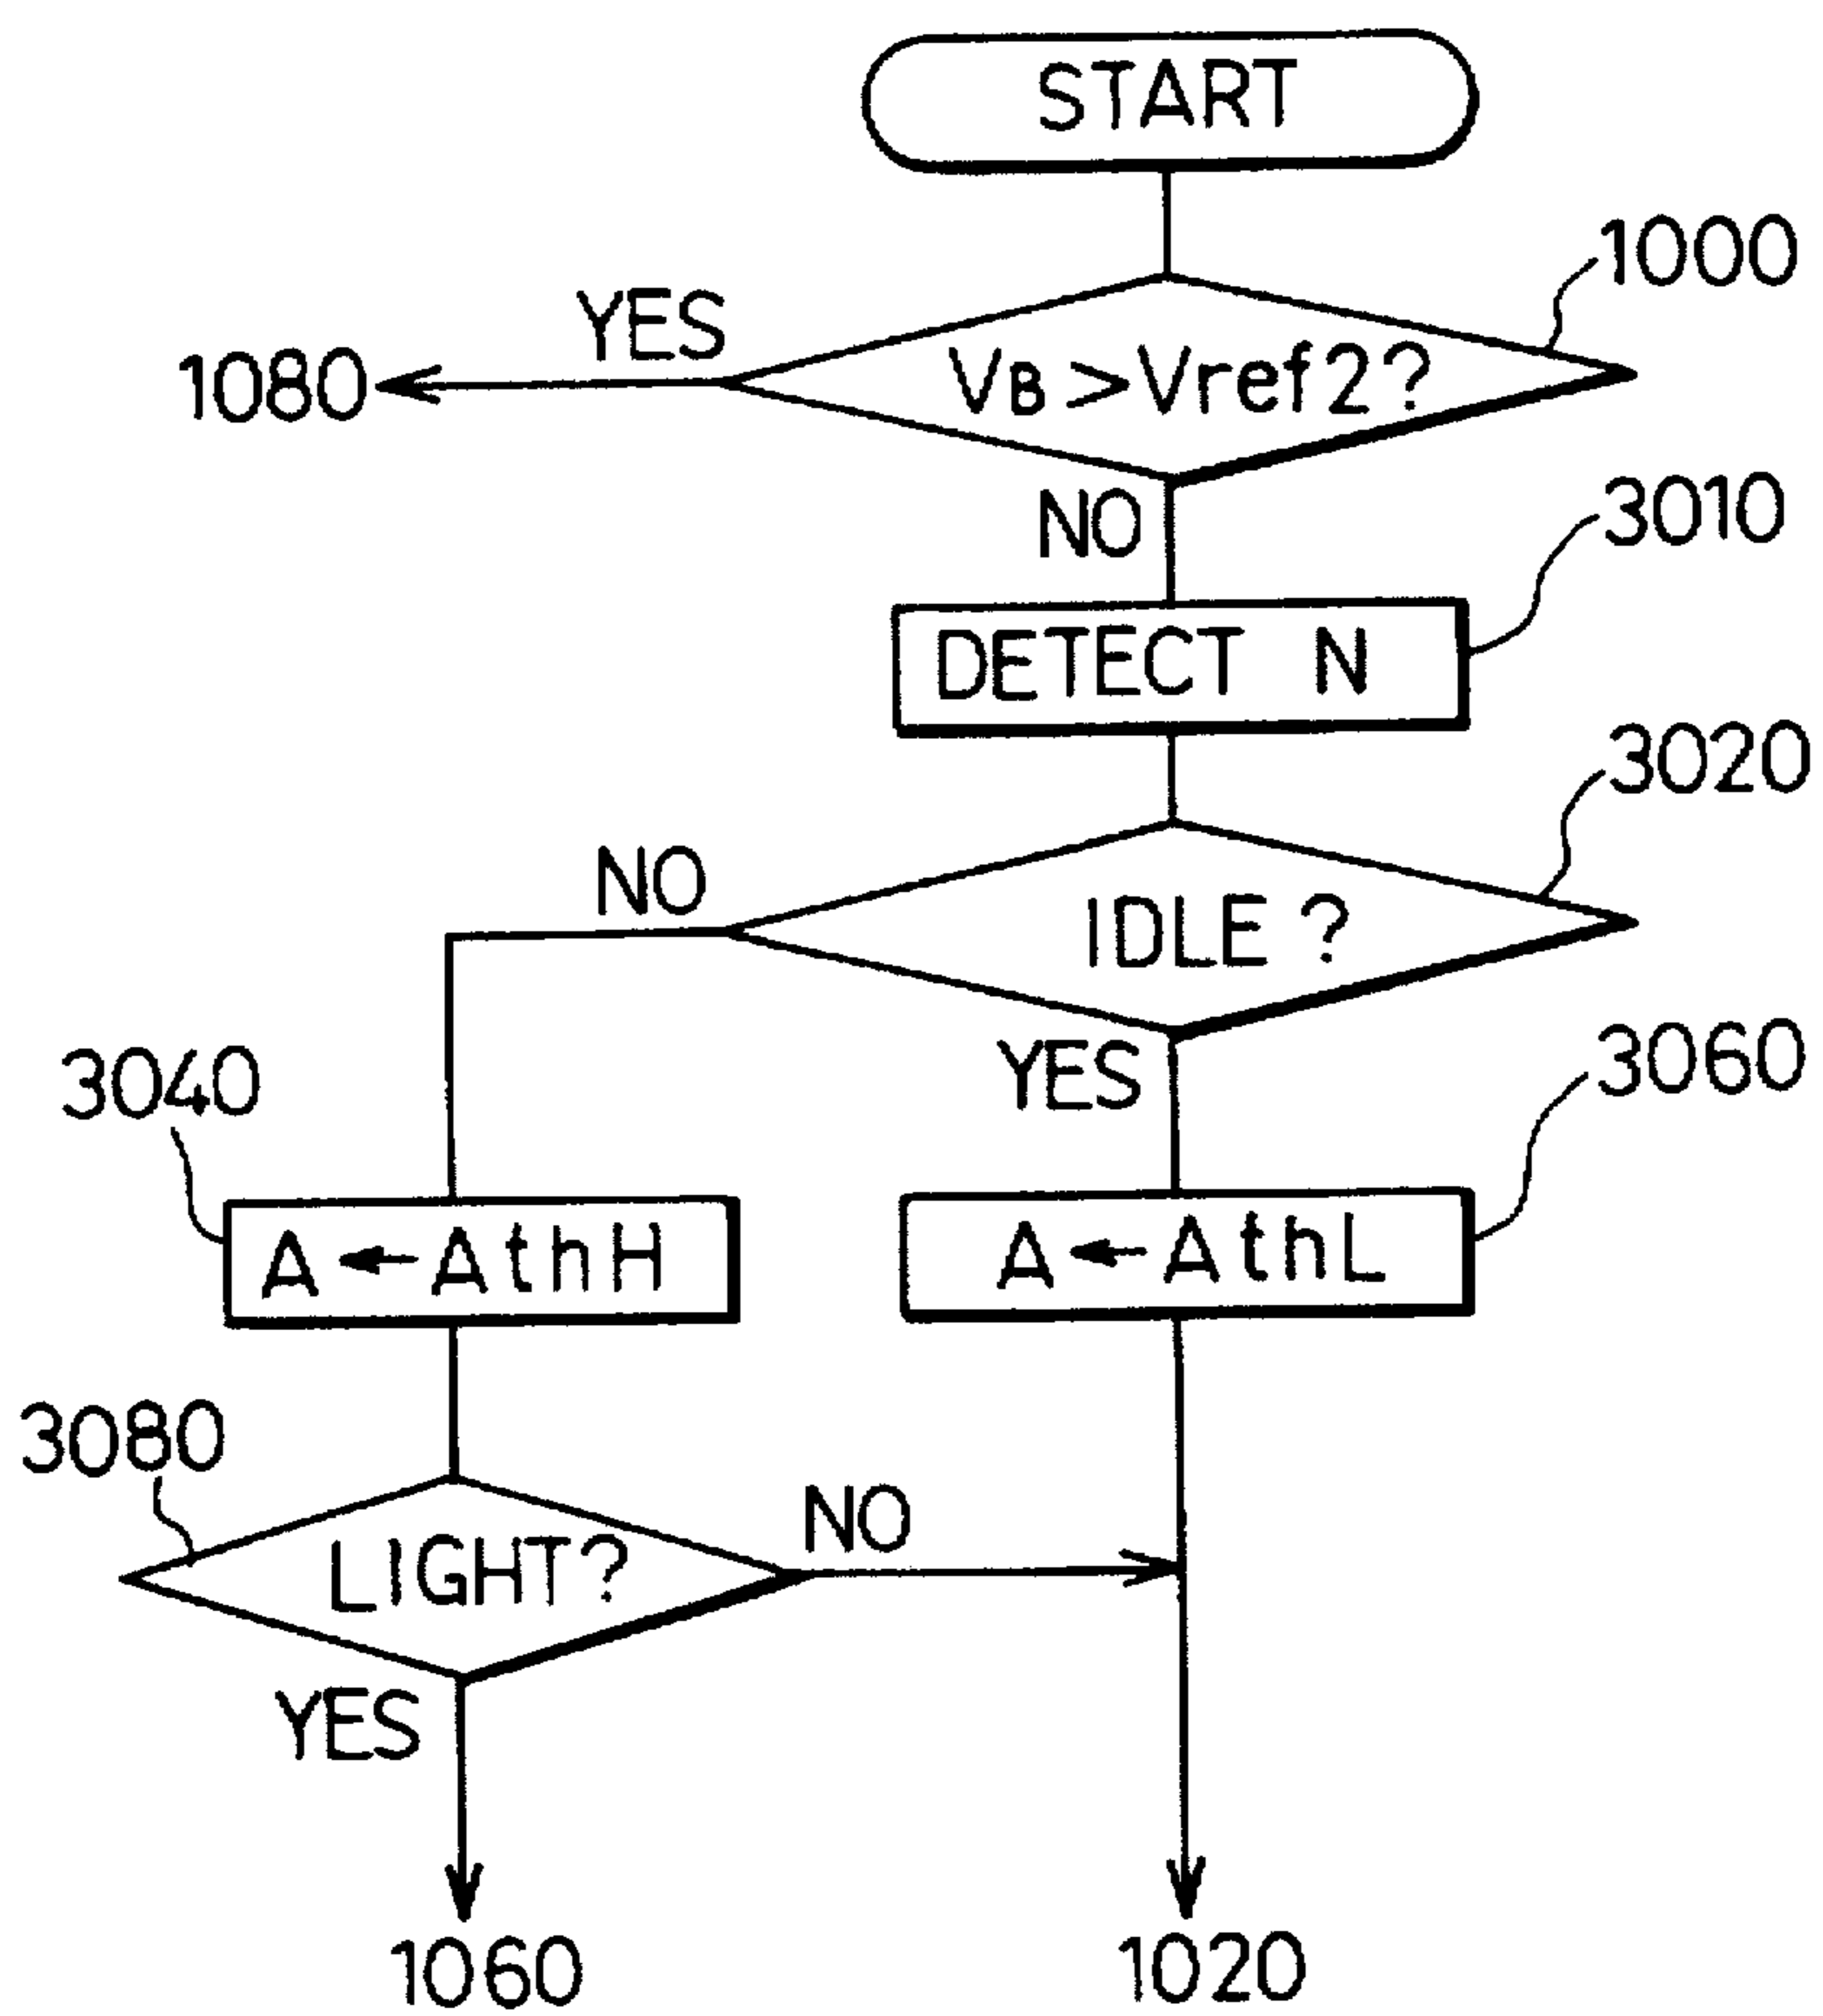 START
1000
YES
1080
VB>Vref2?
NO
3010
DETECT N
3020
NO
IDLE ?
3040
YES
3060
A ← AthH
A ← AthL
3080
NO
LIGHT?
YES
1060
1020